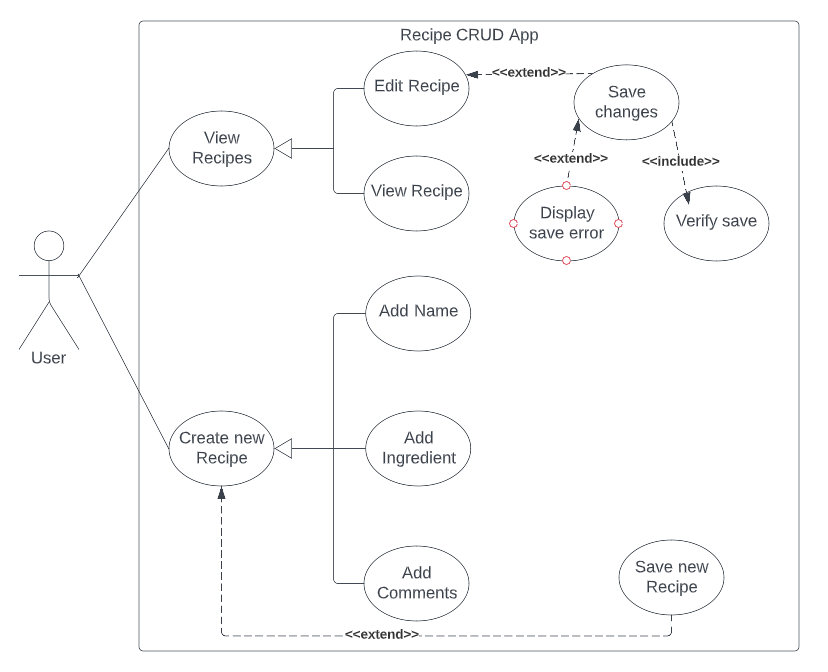 Recipe CRUD App
Edit Recipe
<<extend>>
Save
changes
View
Recipes
<<extend>>
<<include>>
View Recipe
Display
save error
Verify save
Add Name
User
Create new
Recipe
Add
Ingredient
Add
Comments
Save new
Recipe
<<extend>>